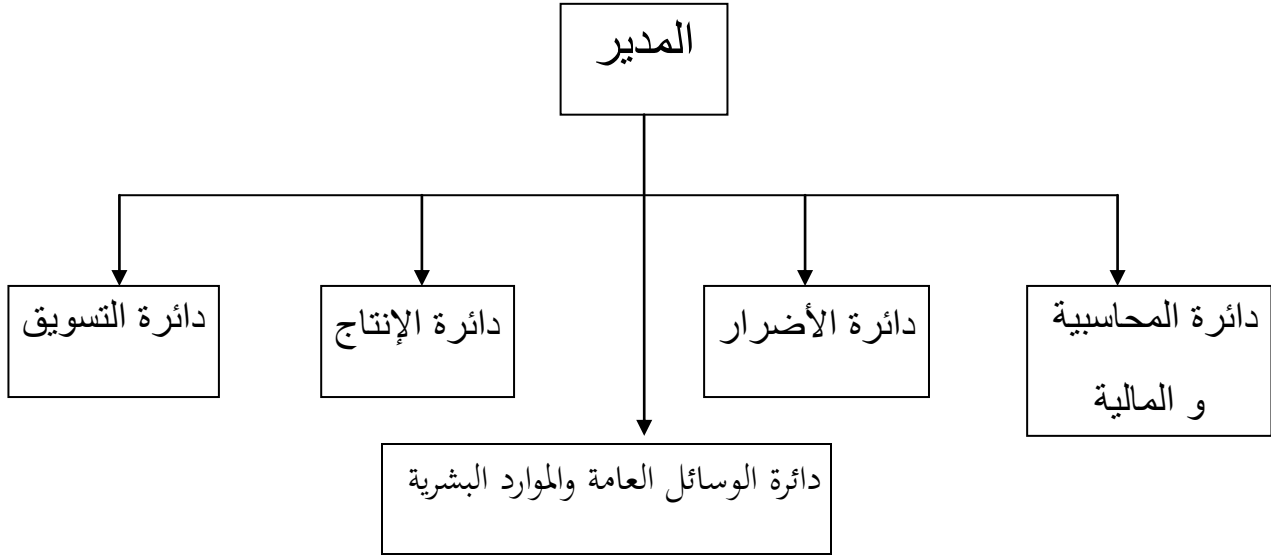 المدير
دائرة المحاسبية
و المالية
دائرة الأضرار
دائرة الإنتاج
دائرة التسويق
دائرة الوسائل العامة والموارد البشرية